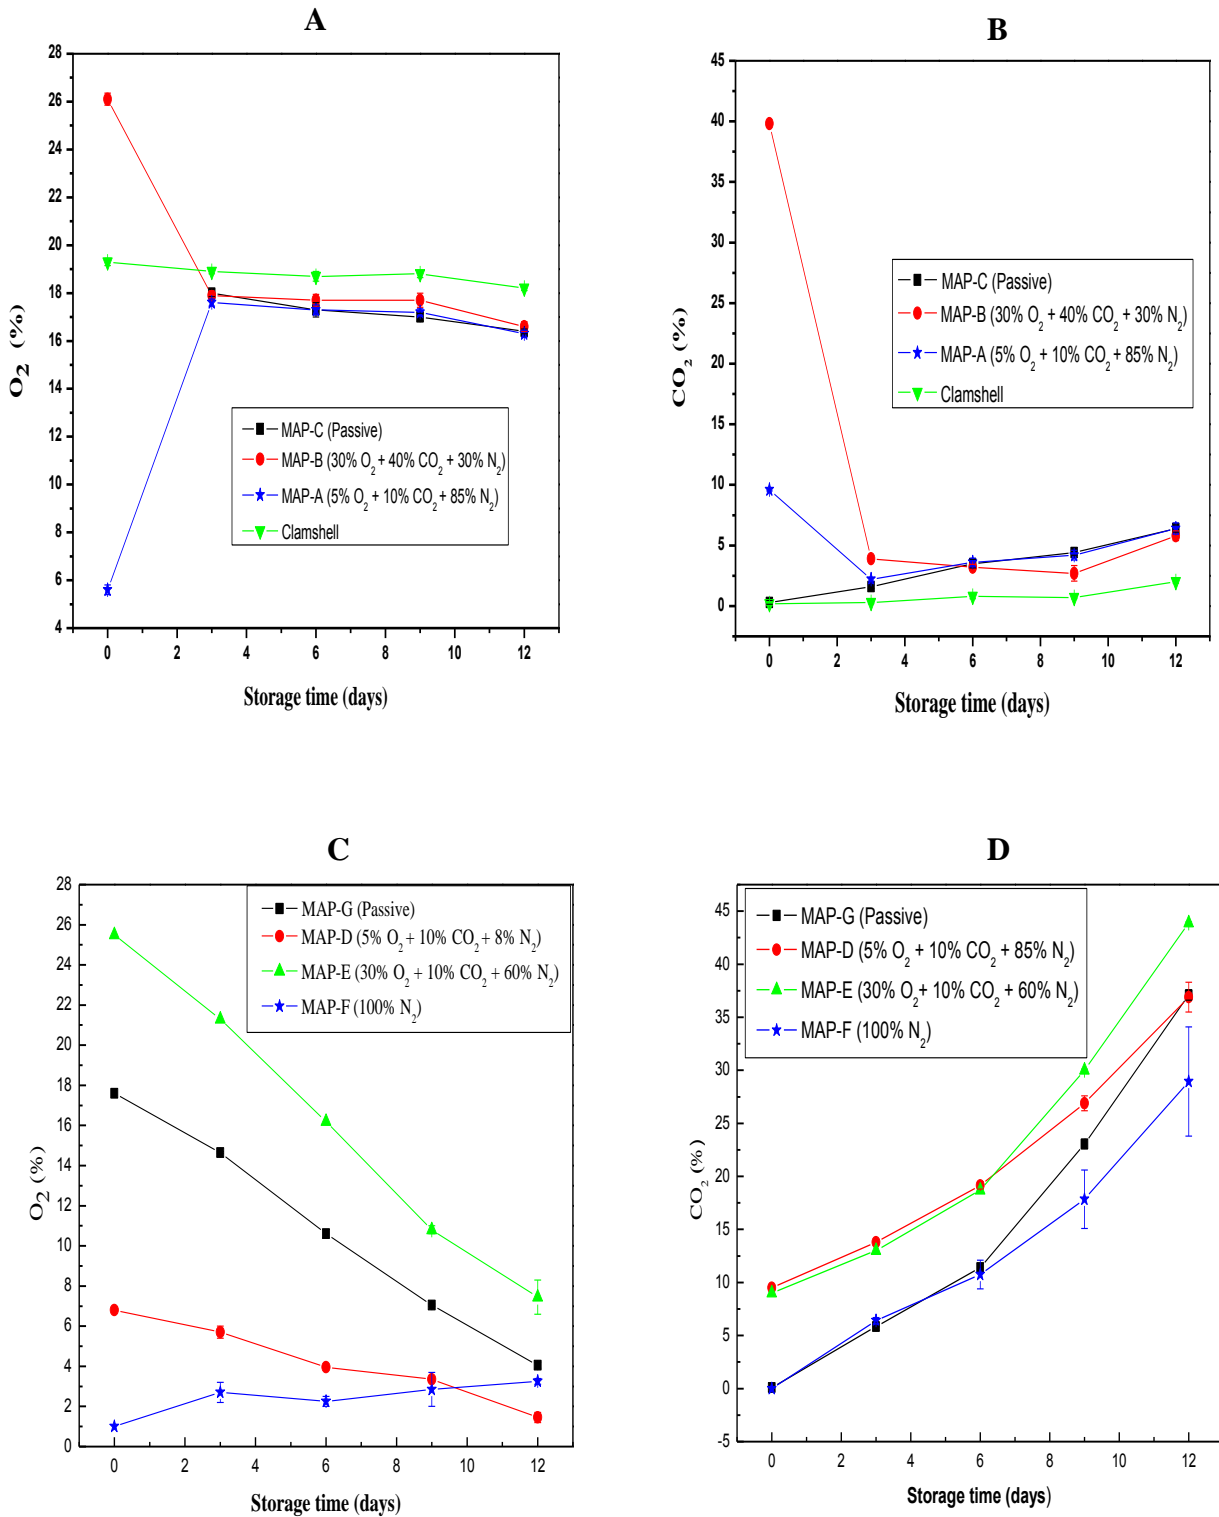 A
28
26
24
22
20
18
16
14
12
10
8
6
4
O₂ (%)
MAP-C (Passive)
MAP-B (30% O₂ + 40% CO₂ + 30% N₂)
MAP-A (5% O₂ + 10% CO₂ + 85% N₂)
Clamshell
0 2 4 6 8 10 12
Storage time (days)
B
45
40
35
30
25
20
15
10
5
0
CO₂ (%)
MAP-C (Passive)
MAP-B (30% O₂ + 40% CO₂ + 30% N₂)
MAP-A (5% O₂ + 10% CO₂ + 85% N₂)
Clamshell
0 2 4 6 8 10 12
Storage time (days)
C
28
26
24
22
20
18
16
14
12
10
8
6
4
2
0
O₂ (%)
MAP-G (Passive)
MAP-D (5% O₂ + 10% CO₂ + 8% N₂)
MAP-E (30% O₂ + 10% CO₂ + 60% N₂)
MAP-F (100% N₂)
0 2 4 6 8 10 12
Storage time (days)
D
45
40
35
30
25
20
15
10
5
0
-5
CO₂ (%)
MAP-G (Passive)
MAP-D (5% O₂ + 10% CO₂ + 85% N₂)
MAP-E (30% O₂+ 10% CO₂ + 60% N₂)
MAP-F (100% N₂)
0 2 4 6 8 10 12
Storage time (days)